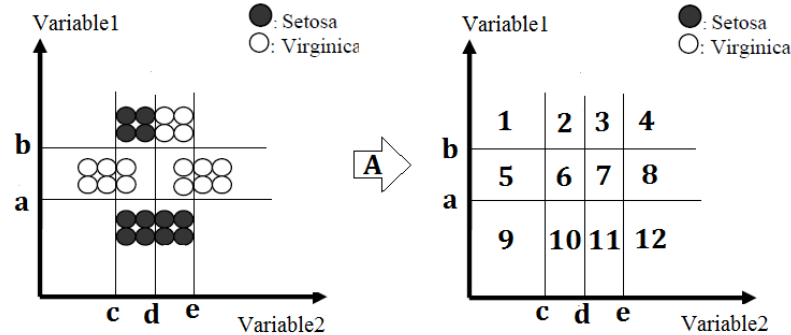 Variable1
: Setosa
: Virginica
b
a
c d e
Variable2
A
Variable1
: Setosa
: Virginica
1 2 3 4
b
5 6 7 8
a
9 10 11 12
c d e
Variable2